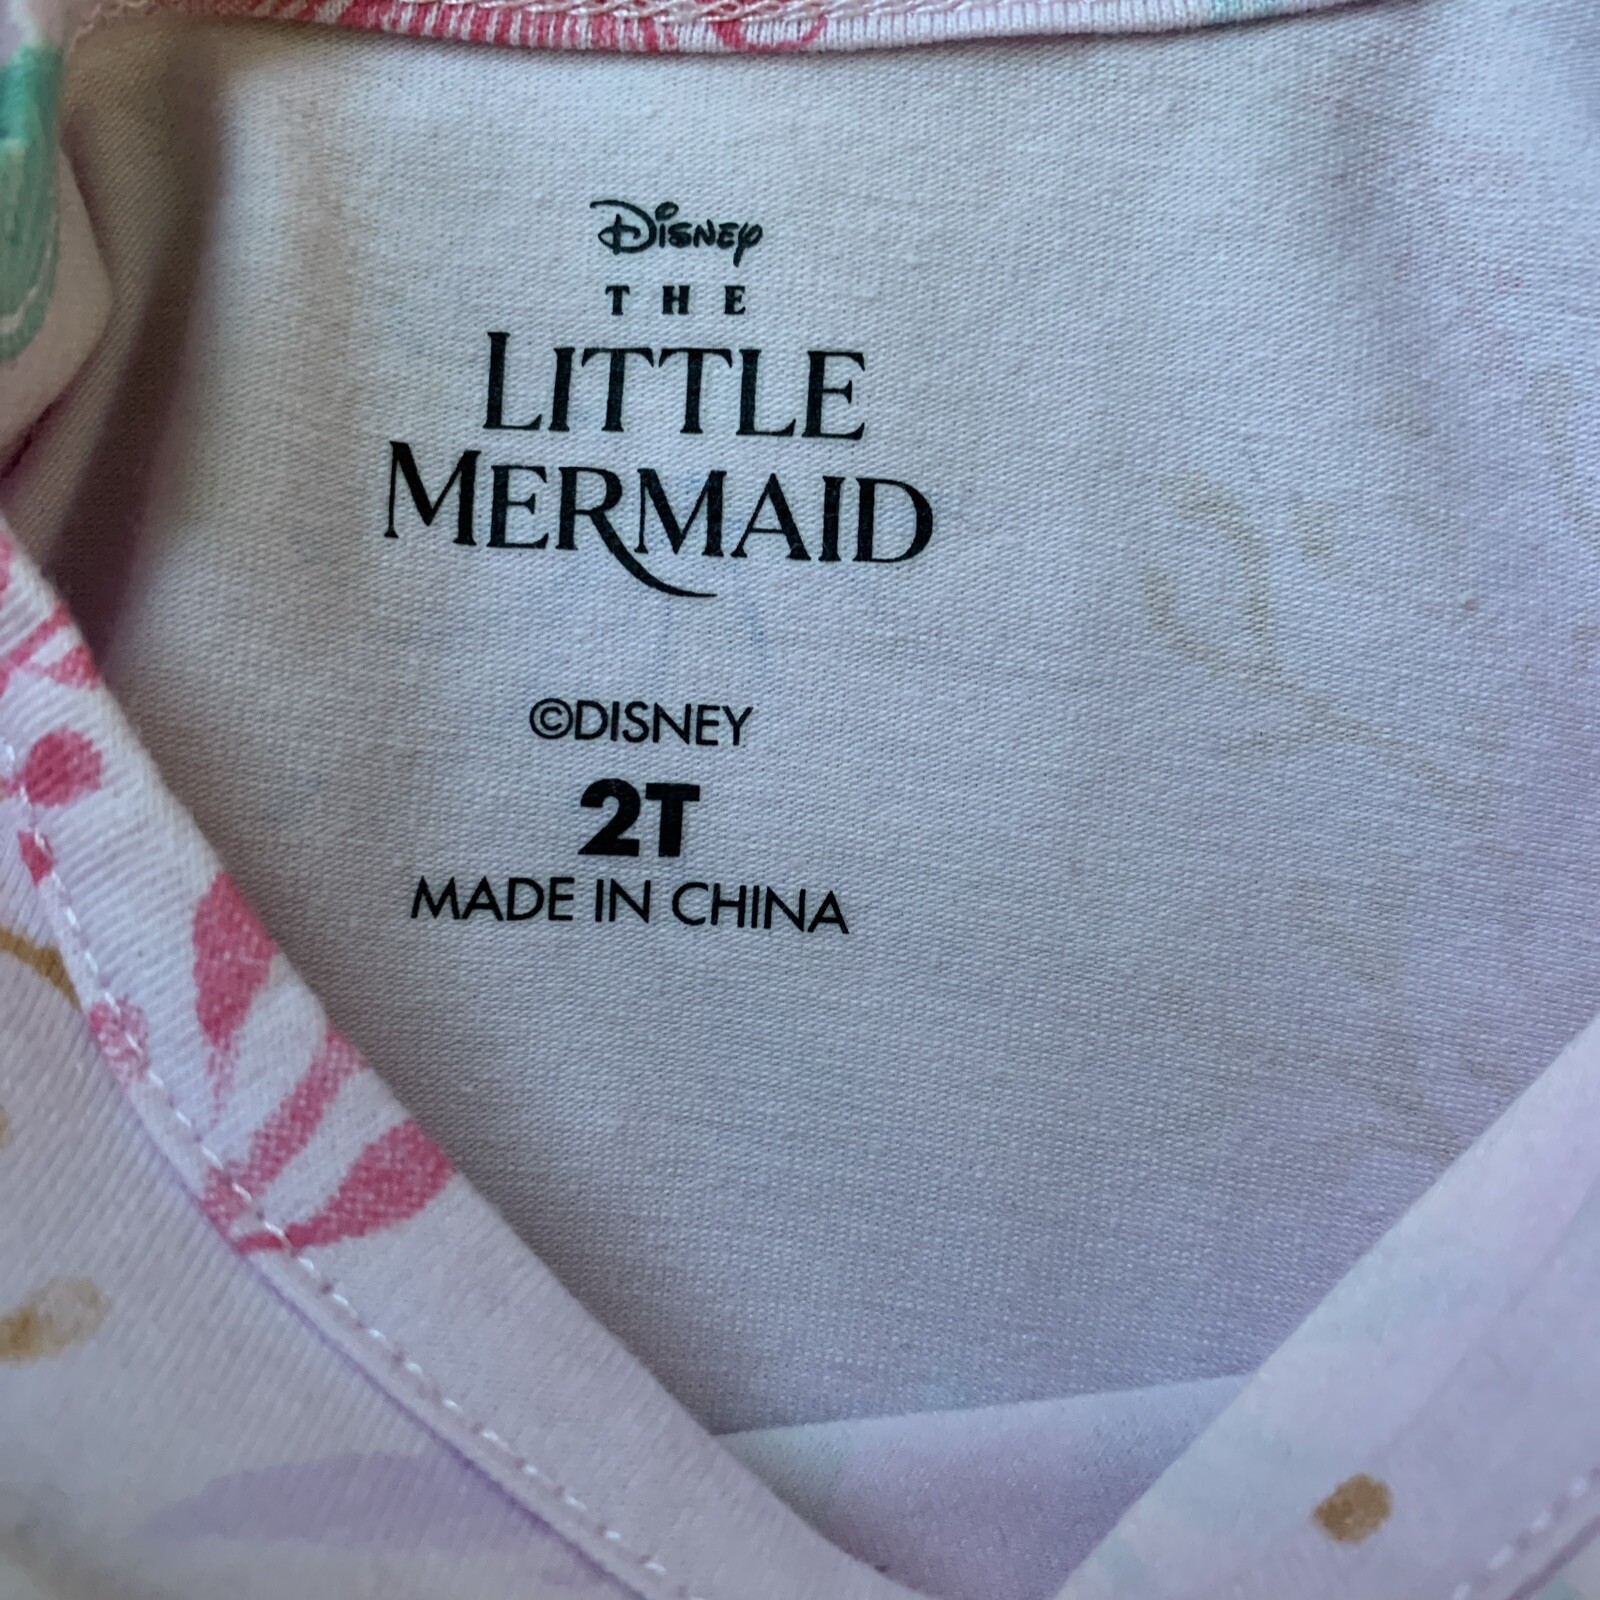 Disney
THE
LITTLE
MERMAID
©DISNEY
2T
MADE IN CHINA